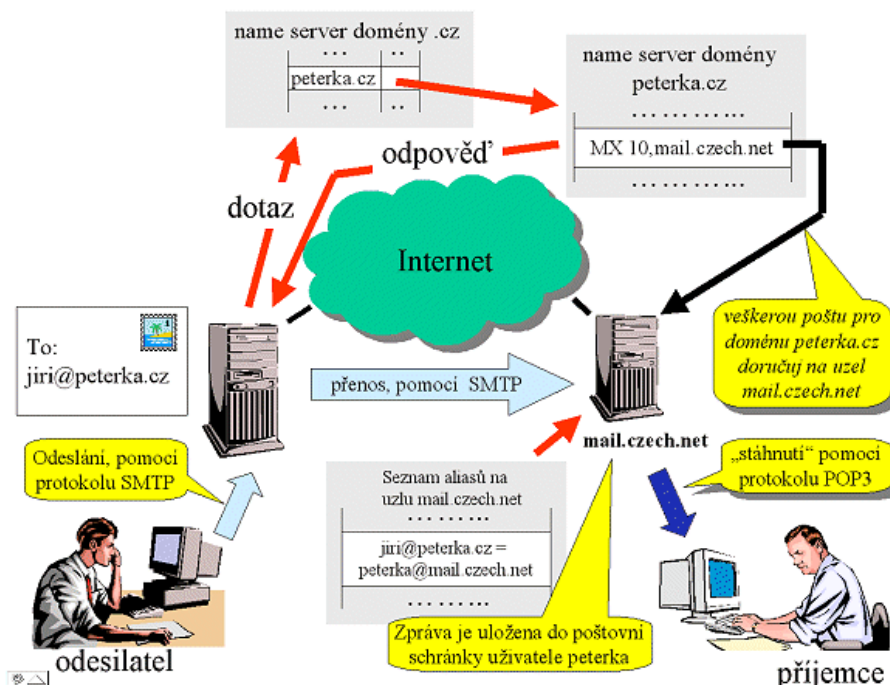 name server domény .cz
... ..
peterka.cz
... ..
name server domény
peterka.cz
… … … …
MX 10,mail.czech.net
… … … …
odpověď
dotaz
Internet
To:
jiri@peterka.cz
veškerou poštu pro
doménu peterka.cz
doručuj na uzel
mail.czech.net
přenos, pomocí SMTP
mail.czech.net
Odeslání, pomocí
protokolu SMTP
Seznam aliasů na
uzlu mail.czech.net
… … …
jiri@peterka.cz =
peterka@mail.czech.net
… … …
„stáhnutí“ pomocí
protokolu POP3
Zpráva je uložena do poštovní
schránky uživatele peterka
odesilatel
příjemce